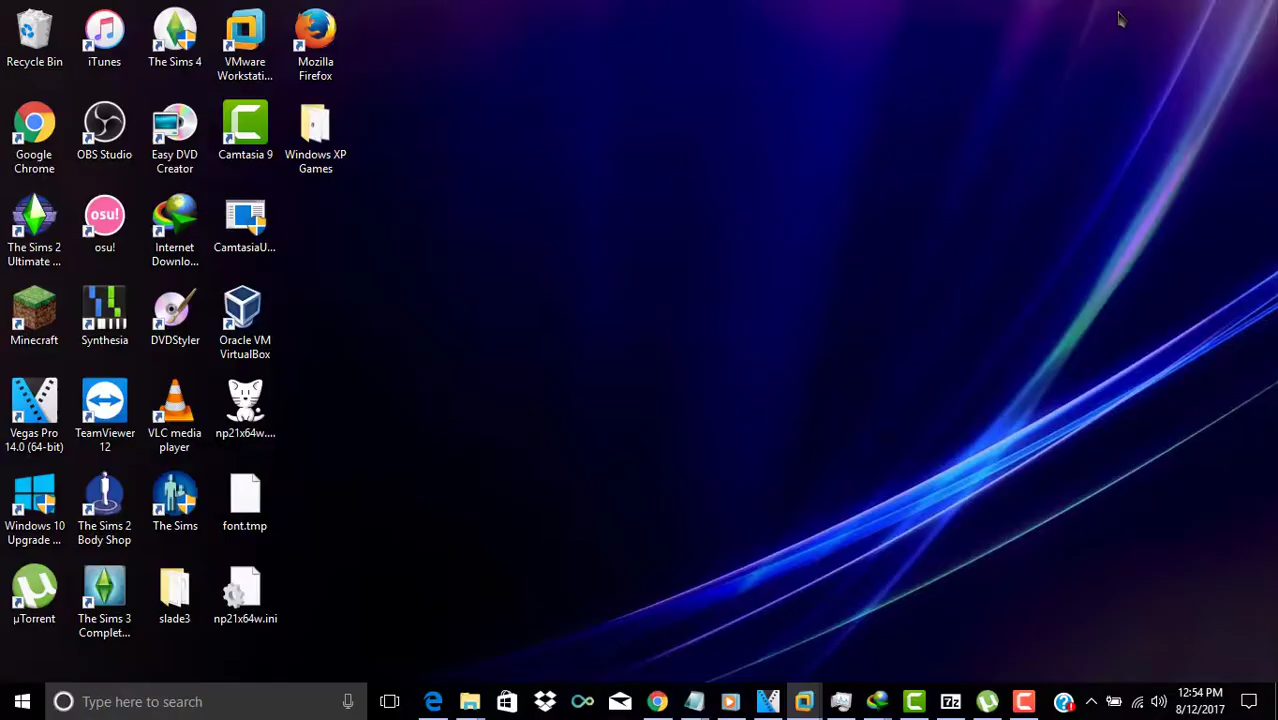 Recycle Bin
iTunes
The Sims 4
VMware
Workstati...
Mozilla
Firefox
Google
Chrome
OBS Studio
Easy DVD
Creator
Camtasia 9
Windows XP
Games
The Sims 2
Ultimate ...
osu!
osu!
Internet
Downlo...
CamtasiaU...
Minecraft
Synthesia
DVDStyler
Oracle VM
VirtualBox
Vegas Pro
14.0 (64-bit)
TeamViewer
12
VLC media
player
np21x64w....
Windows 10
Upgrade ...
The Sims 2
Body Shop
The Sims
font.tmp
µTorrent
The Sims 3
Complet...
slade3
np21x64w.ini
Type here to search
7z
12:54 PM
8/12/2017